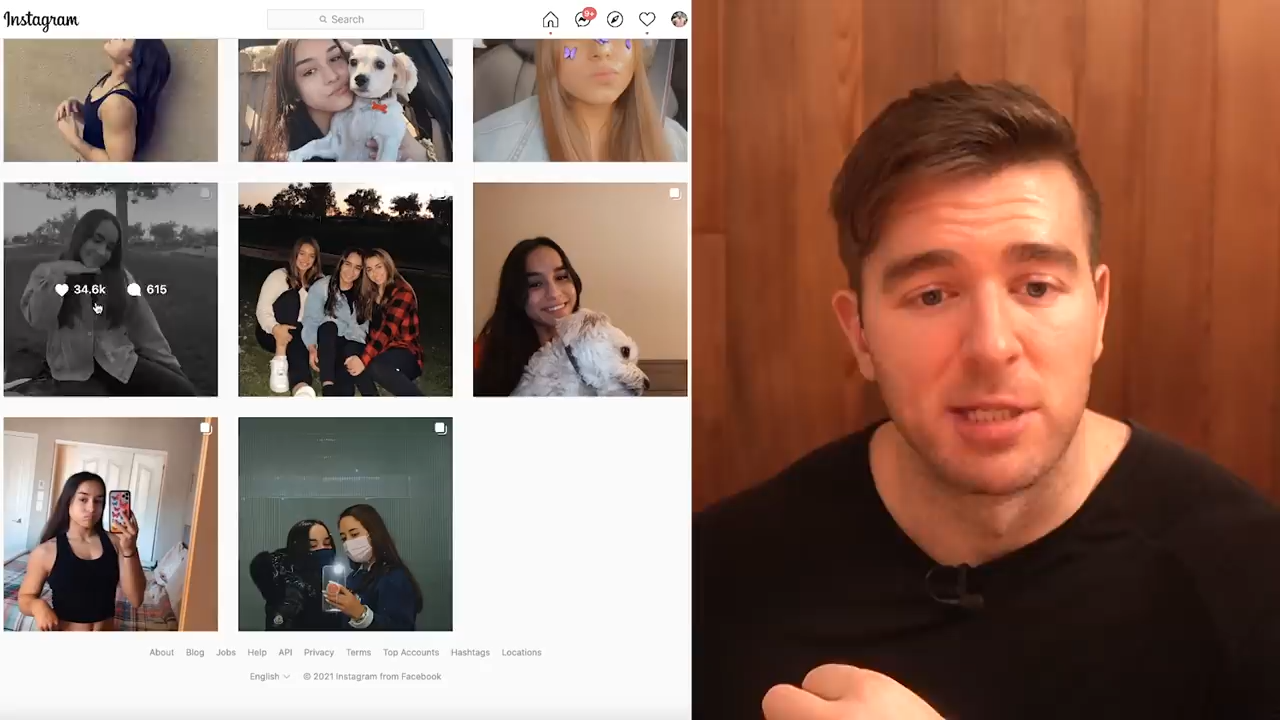 Instagram
Search
9+
34.6k 615
About Blog Jobs Help API Privacy Terms Top Accounts Hashtags Locations
English © 2021 Instagram from Facebook